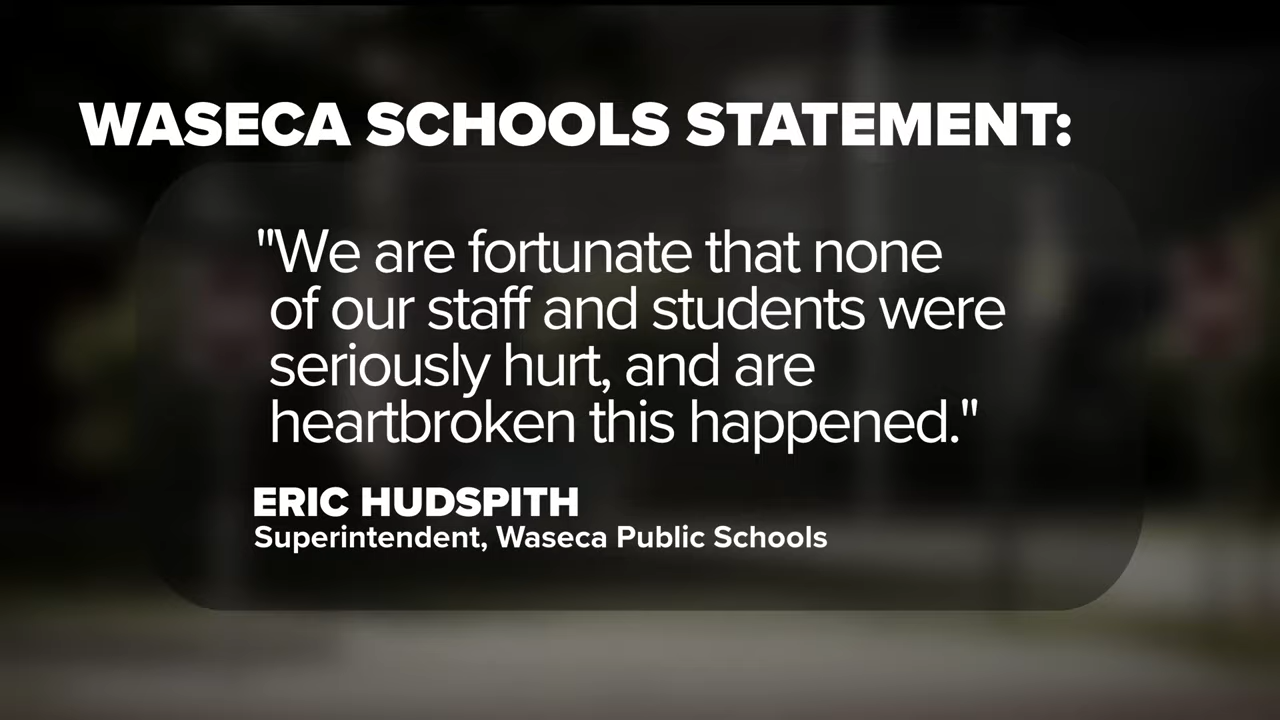 WASECA SCHOOLS STATEMENT:
"We are fortunate that none
of our staff and students were
seriously hurt, and are
heartbroken this happened."
ERIC HUDSPITH
Superintendent, Waseca Public Schools